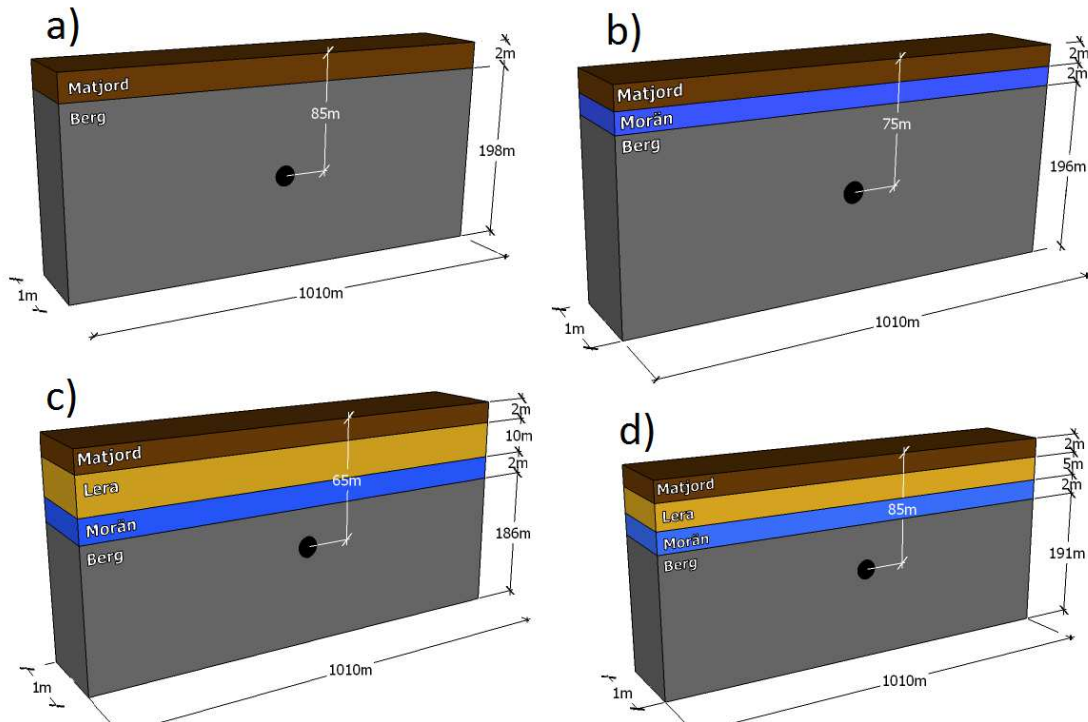 a)
2m
Matjord
Berg
85m
198m
1m
1010m
b)
2m
2m
Matjord
Morän
Berg
75m
196m
1m
1010m
c)
2m
10m
2m
Matjord
Lera
65m
Morän
Berg
186m
1m
1010m
d)
2m
5m
2m
Matjord
Lera
85m
Morän
Berg
191m
1m
1010m